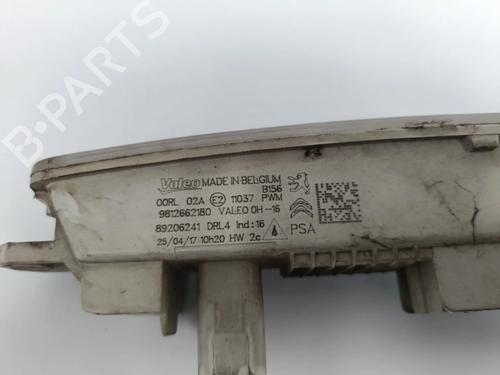 B-PARTS
Valeo MADE IN BELGIUM
B156
00RL 02A E2 11037 PWM
9812662180 VALEO OH-16
89206241 DRL4 Ind:16
25/04/17 10h20 HW 2c
PSA